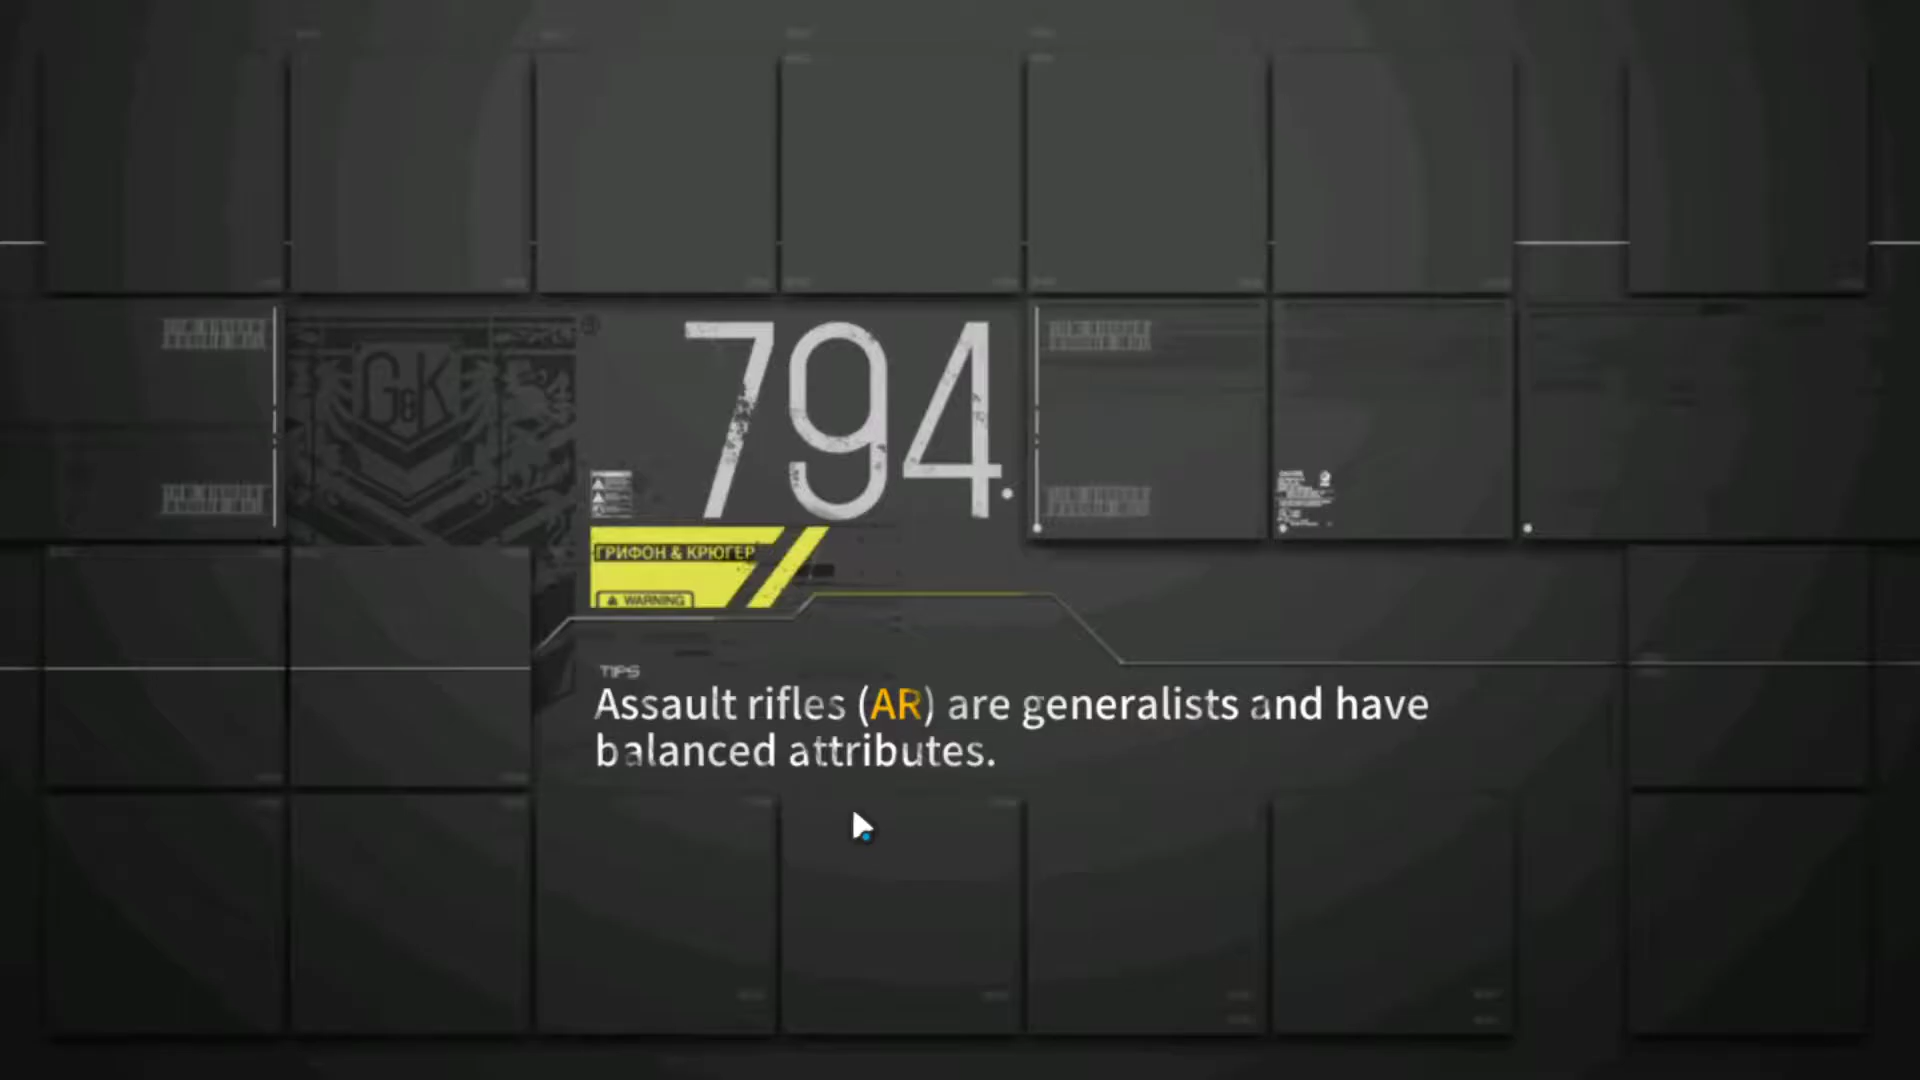 G&K
794.
ГРИФОН & КРЮГЕР
WARNING
TIPS
Assault rifles (AR) are generalists and have
balanced attributes.